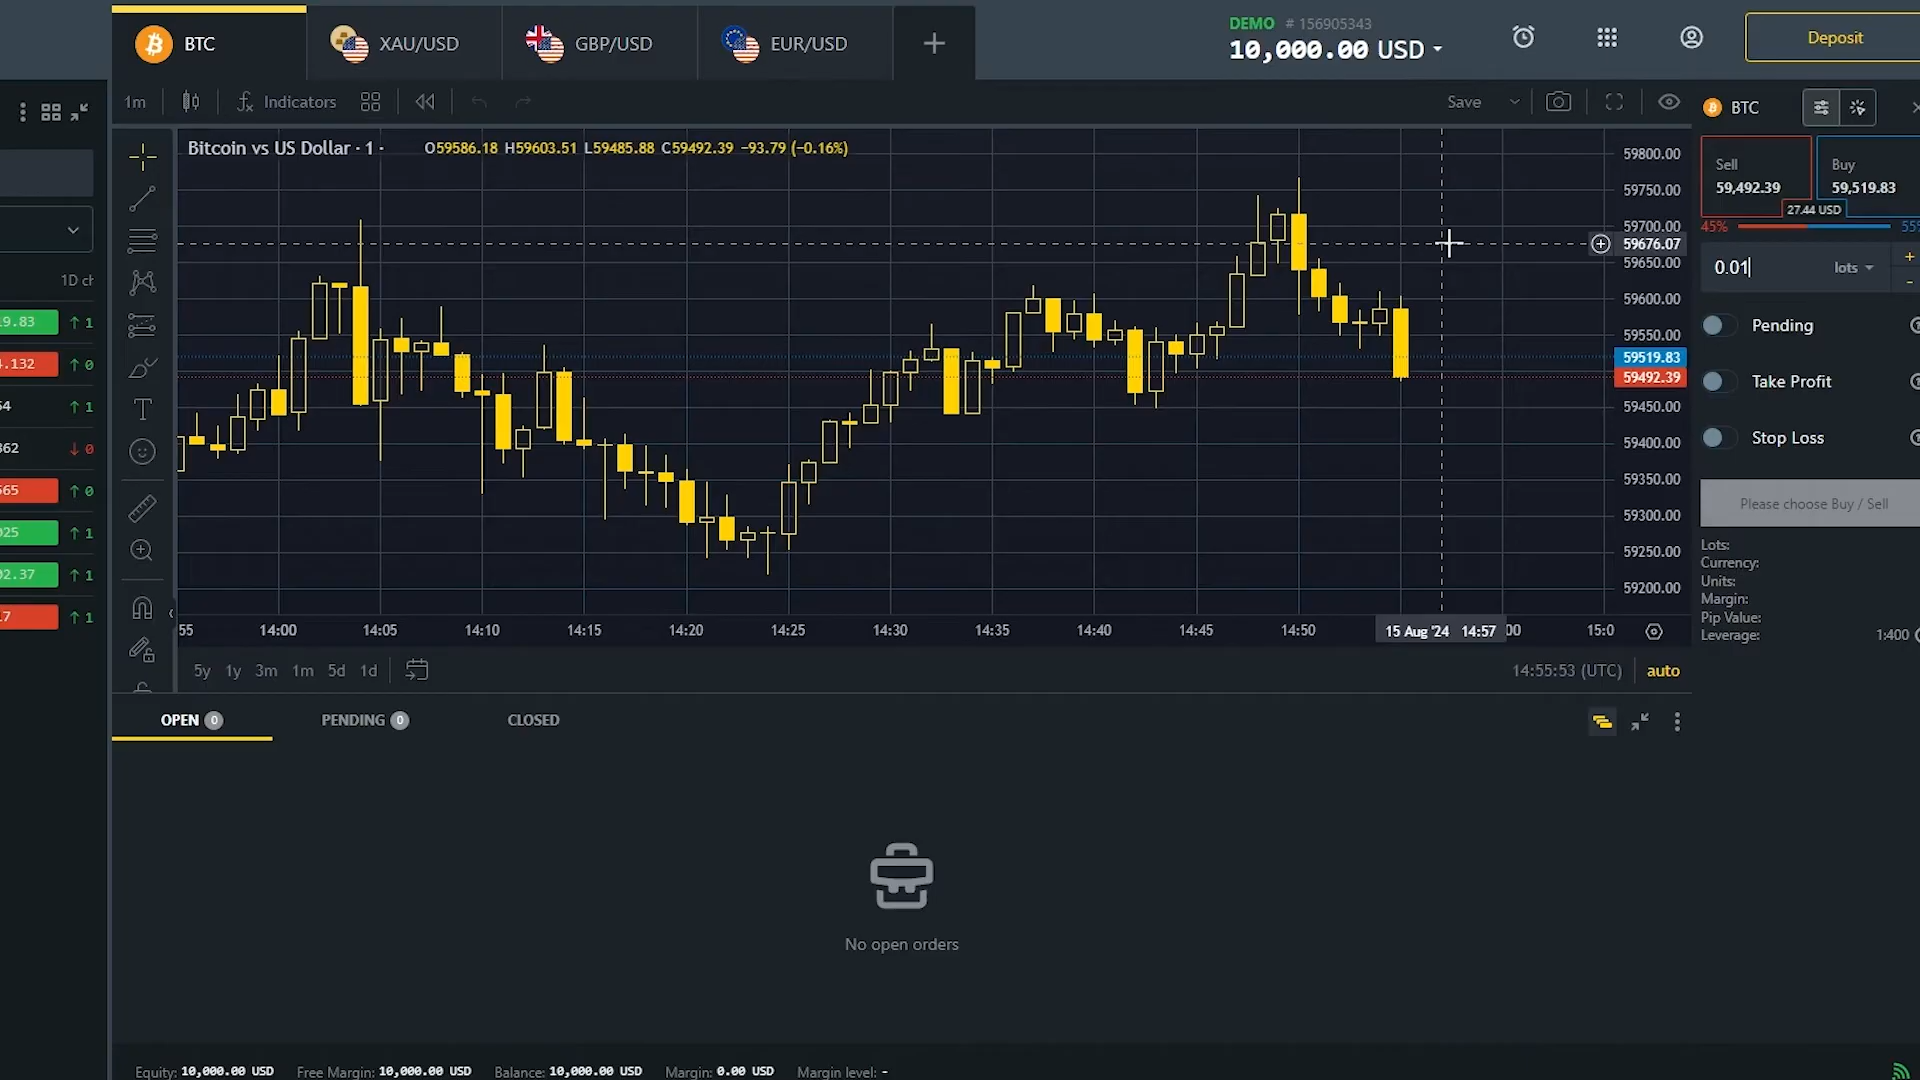 BTC
XAU/USD
GBP/USD
EUR/USD
DEMO # 156905343
10,000.00 USD
Deposit
1m
Indicators
Save
BTC
Bitcoin vs US Dollar · 1 ·
O59586.18 H59603.51 L59485.88 C59492.39 −93.79 (−0.16%)
59800.00
59750.00
59700.00
59676.07
59650.00
59600.00
59550.00
59519.83
59492.39
59450.00
59400.00
59350.00
59300.00
59250.00
59200.00
Sell
59,492.39
Buy
59,519.83
27.44 USD
45%
55%
0.01
lots
Pending
Take Profit
Stop Loss
Please choose Buy / Sell
Lots:
Currency:
Units:
Margin:
Pip Value:
Leverage: 1:400
1D ch
9.83 ↑ 1
.132 ↑ 0
54 ↑ 1
862 ↓ 0
565 ↑ 0
925 ↑ 1
92.37 ↑ 1
7 ↑ 1
55 14:00 14:05 14:10 14:15 14:20 14:25 14:30 14:35 14:40 14:45 14:50 15 Aug '24 14:57 00 15:0
5y 1y 3m 1m 5d 1d
14:55:53 (UTC)
auto
OPEN 0
PENDING 0
CLOSED
No open orders
Equity: 10,000.00 USD Free Margin: 10,000.00 USD Balance: 10,000.00 USD Margin: 0.00 USD Margin level: -